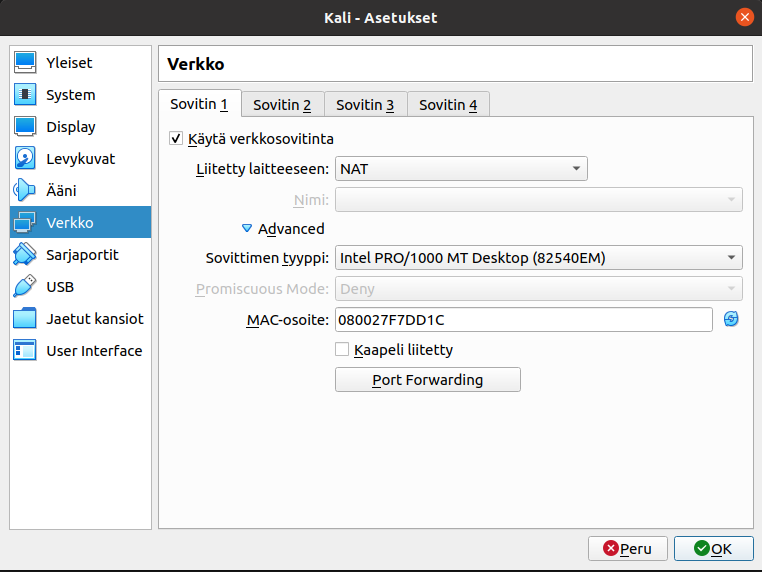 Kali - Asetukset
Yleiset
System
Display
Levykuvat
Ääni
Verkko
Sarjaportit
USB
Jaetut kansiot
User Interface
Verkko
Sovitin 1 Sovitin 2 Sovitin 3 Sovitin 4
Käytä verkkosovitinta
Liitetty laitteeseen: NAT
Nimi:
Advanced
Sovittimen tyyppi: Intel PRO/1000 MT Desktop (82540EM)
Promiscuous Mode: Deny
MAC-osoite: 080027F7DD1C
Kaapeli liitetty
Port Forwarding
Peru OK